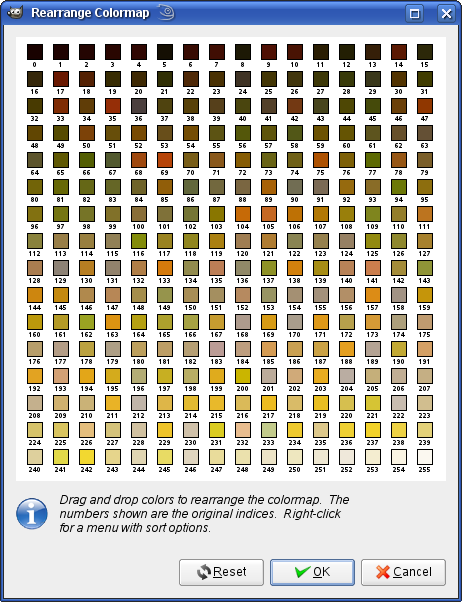 Rearrange Colormap
0 1 2 3 4 5 6 7 8 9 10 11 12 13 14 15
16 17 18 19 20 21 22 23 24 25 26 27 28 29 30 31
32 33 34 35 36 37 38 39 40 41 42 43 44 45 46 47
48 49 50 51 52 53 54 55 56 57 58 59 60 61 62 63
64 65 66 67 68 69 70 71 72 73 74 75 76 77 78 79
80 81 82 83 84 85 86 87 88 89 90 91 92 93 94 95
96 97 98 99 100 101 102 103 104 105 106 107 108 109 110 111
112 113 114 115 116 117 118 119 120 121 122 123 124 125 126 127
128 129 130 131 132 133 134 135 136 137 138 139 140 141 142 143
144 145 146 147 148 149 150 151 152 153 154 155 156 157 158 159
160 161 162 163 164 165 166 167 168 169 170 171 172 173 174 175
176 177 178 179 180 181 182 183 184 185 186 187 188 189 190 191
192 193 194 195 196 197 198 199 200 201 202 203 204 205 206 207
208 209 210 211 212 213 214 215 216 217 218 219 220 221 222 223
224 225 226 227 228 229 230 231 232 233 234 235 236 237 238 239
240 241 242 243 244 245 246 247 248 249 250 251 252 253 254 255
Drag and drop colors to rearrange the colormap. The
numbers shown are the original indices. Right-click
for a menu with sort options.
Reset OK Cancel